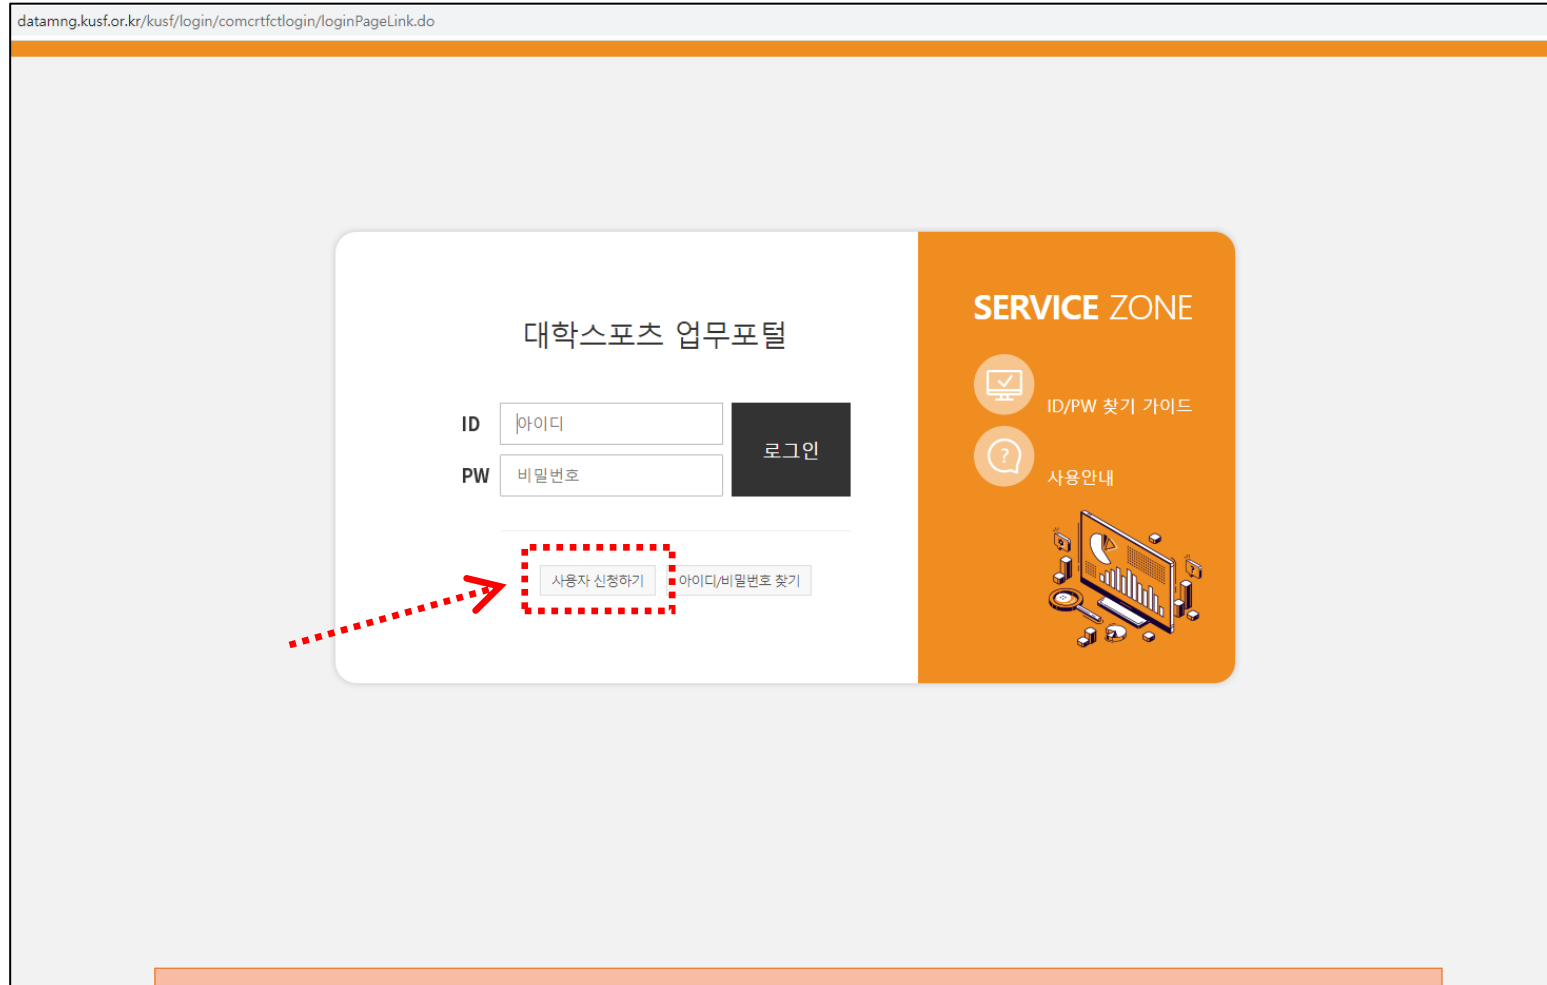 datamng.kusf.or.kr/kusf/login/comcrtfctlogin/loginPageLink.do
대학스포츠 업무포털
ID 아이디
PW 비밀번호
로그인
사용자 신청하기 아이디/비밀번호 찾기
SERVICE ZONE
ID/PW 찾기 가이드
사용안내